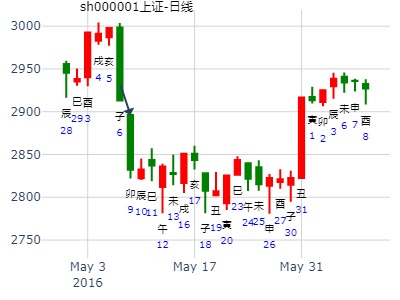 sh000001上证-日线
3000
2950
2900
2850
2800
2750
辰
28
巳
29
酉
3
戌
4
亥
5
子
6
卯
9
辰
10
巳
11
午
12
未
13
戌
16
亥
17
子
18
丑
19
寅
20
巳
23
午
24
未
25
申
26
酉
27
子
30
丑
31
寅
1
卯
2
辰
3
未
6
申
7
酉
8
May 3
2016
May 17
May 31